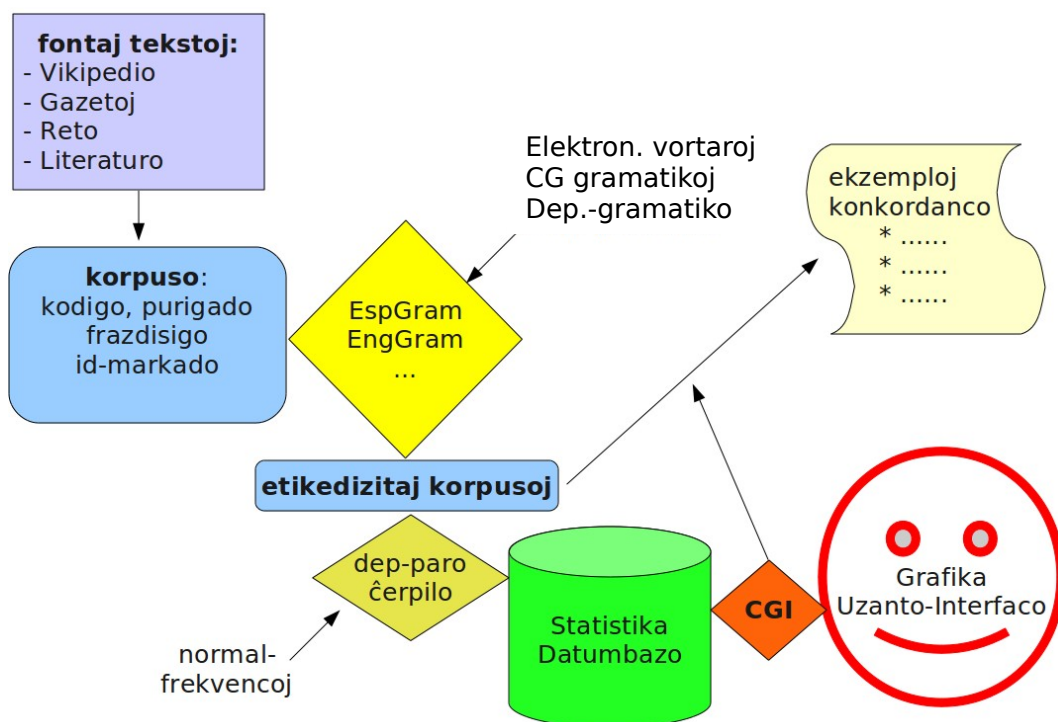 fontaj tekstoj:
- Vikipedio
- Gazetoj
- Reto
- Literaturo
korpuso:
kodigo, purigado
frazdisigo
id-markado
Elektron. vortaroj
CG gramatikoj
Dep.-gramatiko
EspGram
EngGram
...
ekzemploj
konkordanco
* ......
* ......
* ......
etikedizitaj korpusoj
dep-paro
ĉerpilo
normal-
frekvencoj
Statistika
Datumbazo
CGI
Grafika
Uzanto-Interfaco